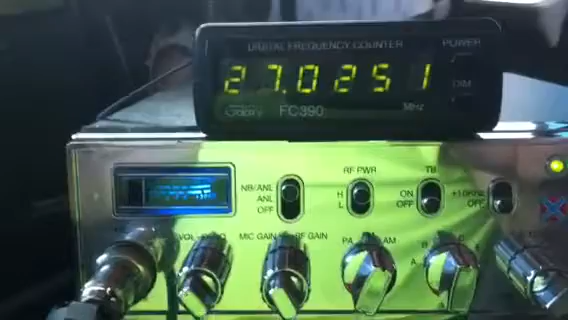 DIGITAL FREQUENCY COUNTER
POWER
27.0251
DIM
Galaxy FC390
MHz
NB/ANL
ANL
OFF
RF PWR
H
L
TB
ON
OFF
+10KHz
OFF
VOL
MIC GAIN
RF GAIN
PA
AM
A
B